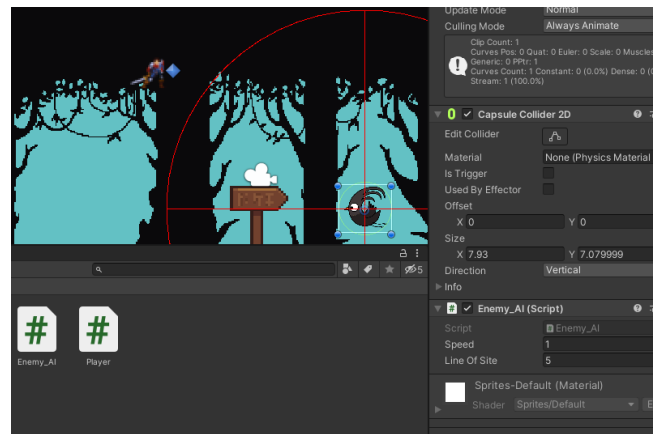 Update Mode
Normal
Culling Mode
Always Animate
Clip Count: 1
Curves Pos: 0 Quat: 0 Euler: 0 Scale: 0 Muscles
Generic: 0 PPtr: 1
Curves Count: 1 Constant: 0 (0.0%) Dense: 0 (0
Stream: 1 (100.0%)
Capsule Collider 2D
Edit Collider
Material
None (Physics Material
Is Trigger
Used By Effector
Offset
X 0
Y 0
Size
X 7.93
Y 7.079999
Direction
Vertical
Info
Enemy_AI (Script)
Script
Enemy_AI
Speed
1
Line Of Site
5
Sprites-Default (Material)
Shader
Sprites/Default
E
5
Enemy_AI
Player